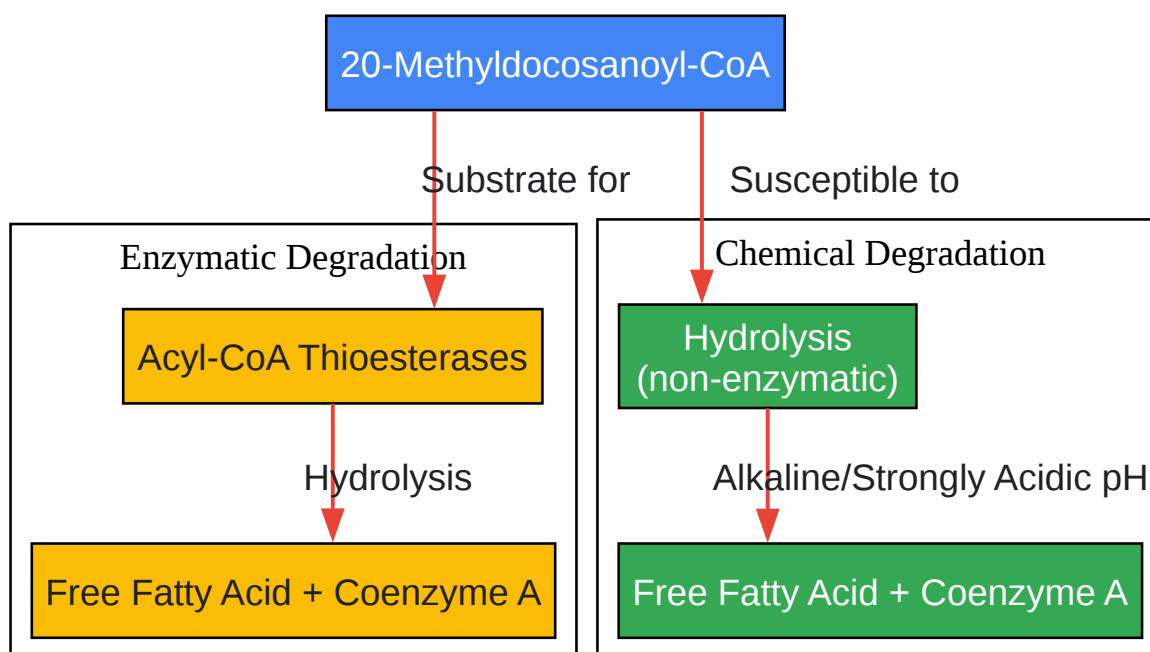 20-Methyldocosanoyl-CoA
Substrate for
Susceptible to
Enzymatic Degradation
Chemical Degradation
Acyl-CoA Thioesterases
Hydrolysis
(non-enzymatic)
Hydrolysis
Alkaline/Strongly Acidic pH
Free Fatty Acid + Coenzyme A
Free Fatty Acid + Coenzyme A